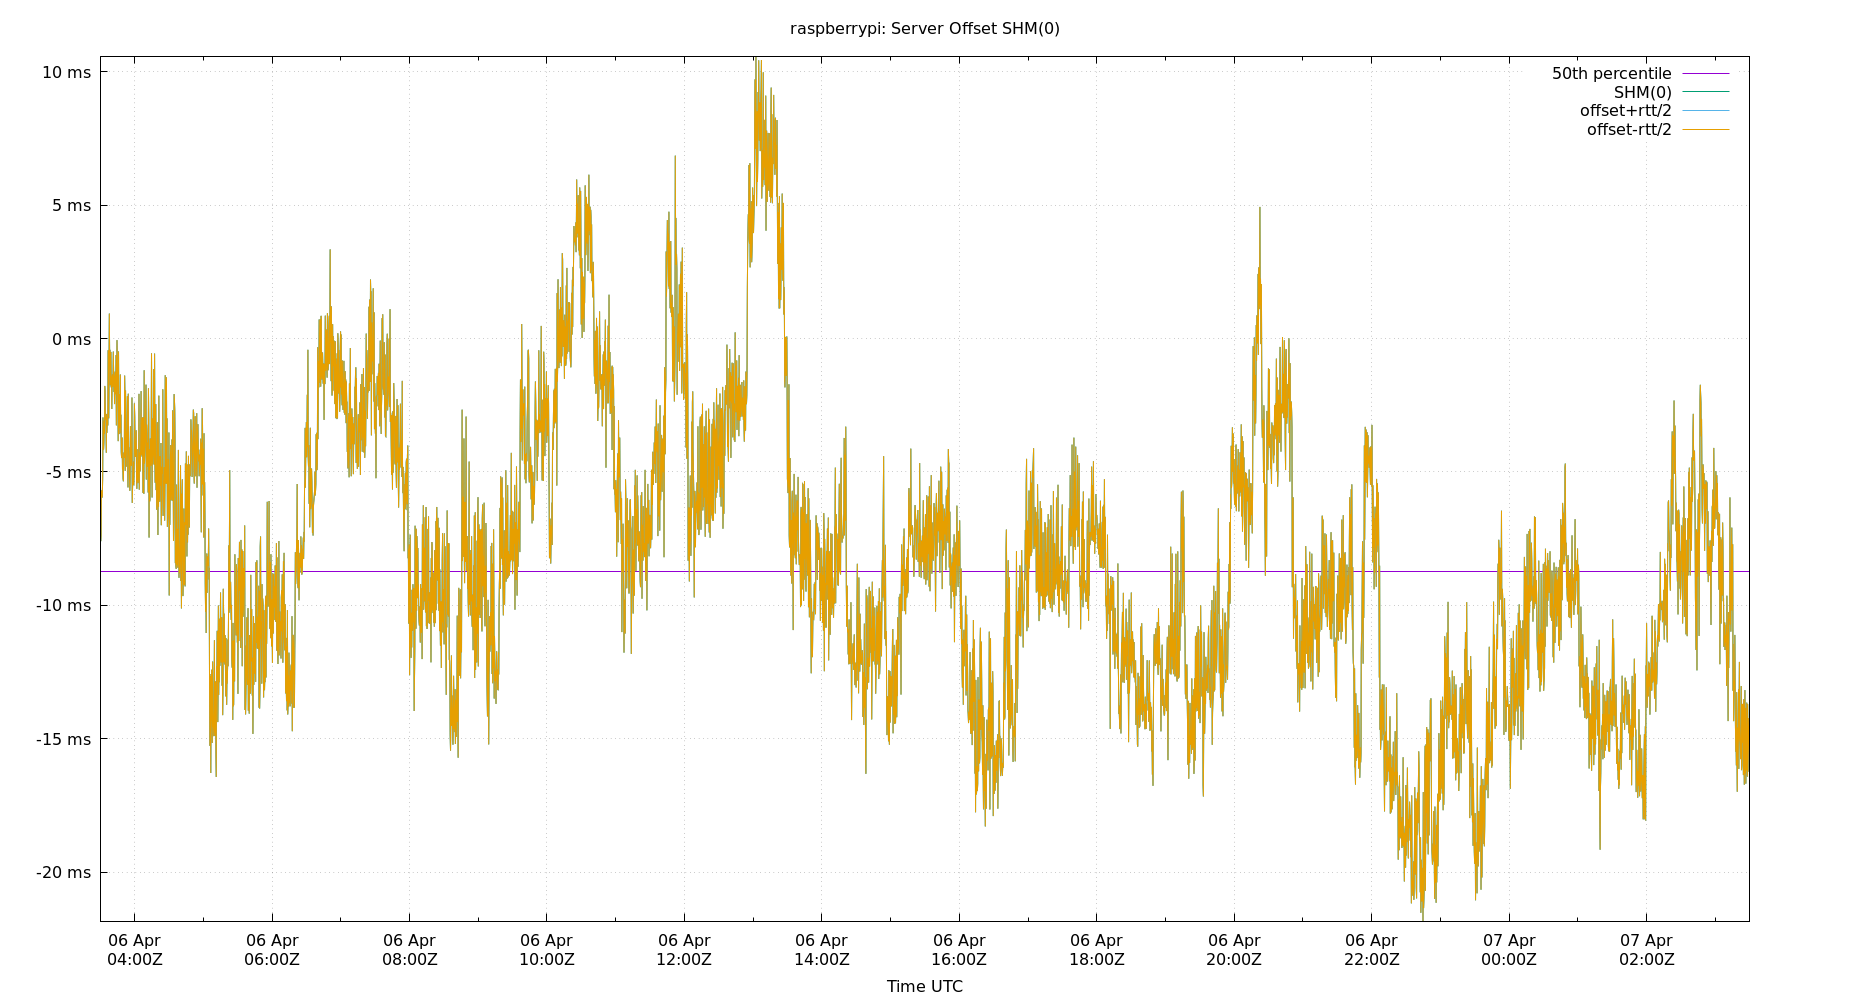 raspberrypi: Server Offset SHM(0)
50th percentile
SHM(0)
offset+rtt/2
offset-rtt/2
10 ms
5 ms
0 ms
-5 ms
-10 ms
-15 ms
-20 ms
06 Apr 06 Apr 06 Apr 06 Apr 06 Apr 06 Apr 06 Apr 06 Apr 06 Apr 06 Apr 07 Apr 07 Apr
04:00Z 06:00Z 08:00Z 10:00Z 12:00Z 14:00Z 16:00Z 18:00Z 20:00Z 22:00Z 00:00Z 02:00Z
Time UTC